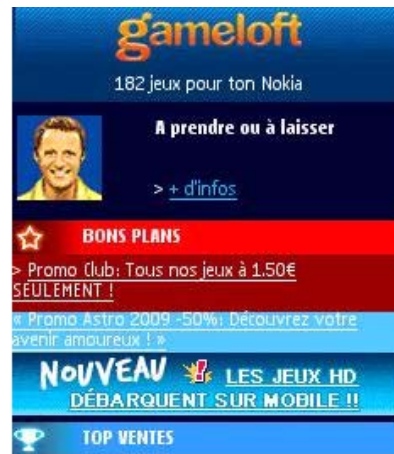 gameloft
182 jeux pour ton Nokia
A prendre ou à laisser
> + d'infos
BONS PLANS
> Promo Club: Tous nos jeux à 1.50€
SEULEMENT !
« Promo Astro 2009 -50%: Découvrez votre
avenir amoureux ! »
NOUVEAU LES JEUX HD
DÉBARQUENT SUR MOBILE !!
TOP VENTES